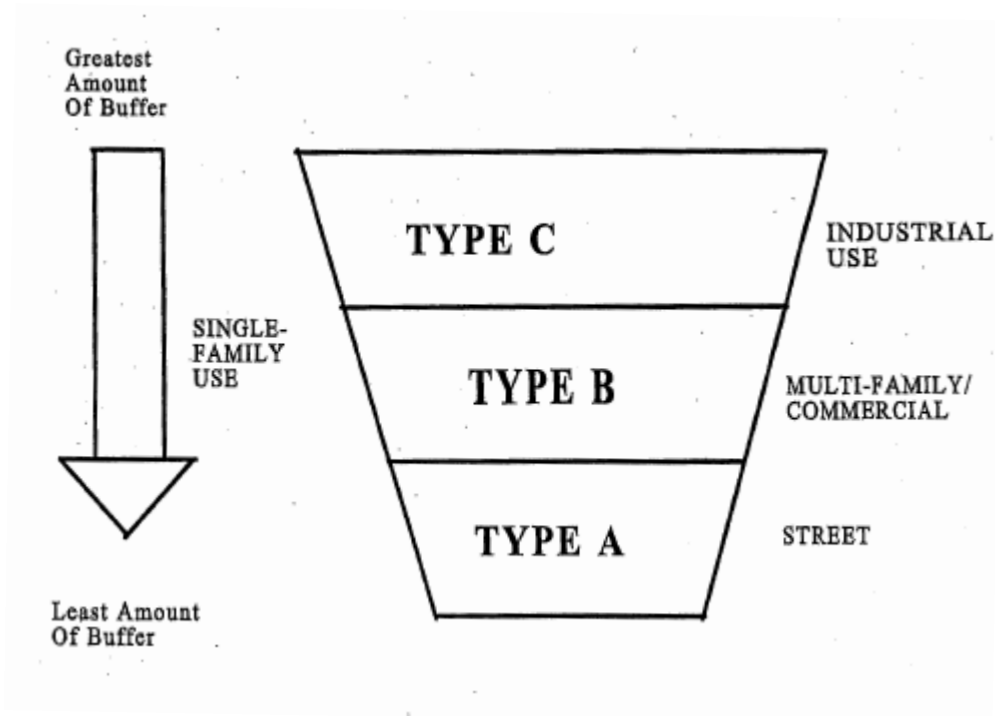 Greatest
Amount
Of Buffer
TYPE C
INDUSTRIAL
USE
SINGLE-
FAMILY
USE
TYPE B
MULTI-FAMILY/
COMMERCIAL
TYPE A
STREET
Least Amount
Of Buffer